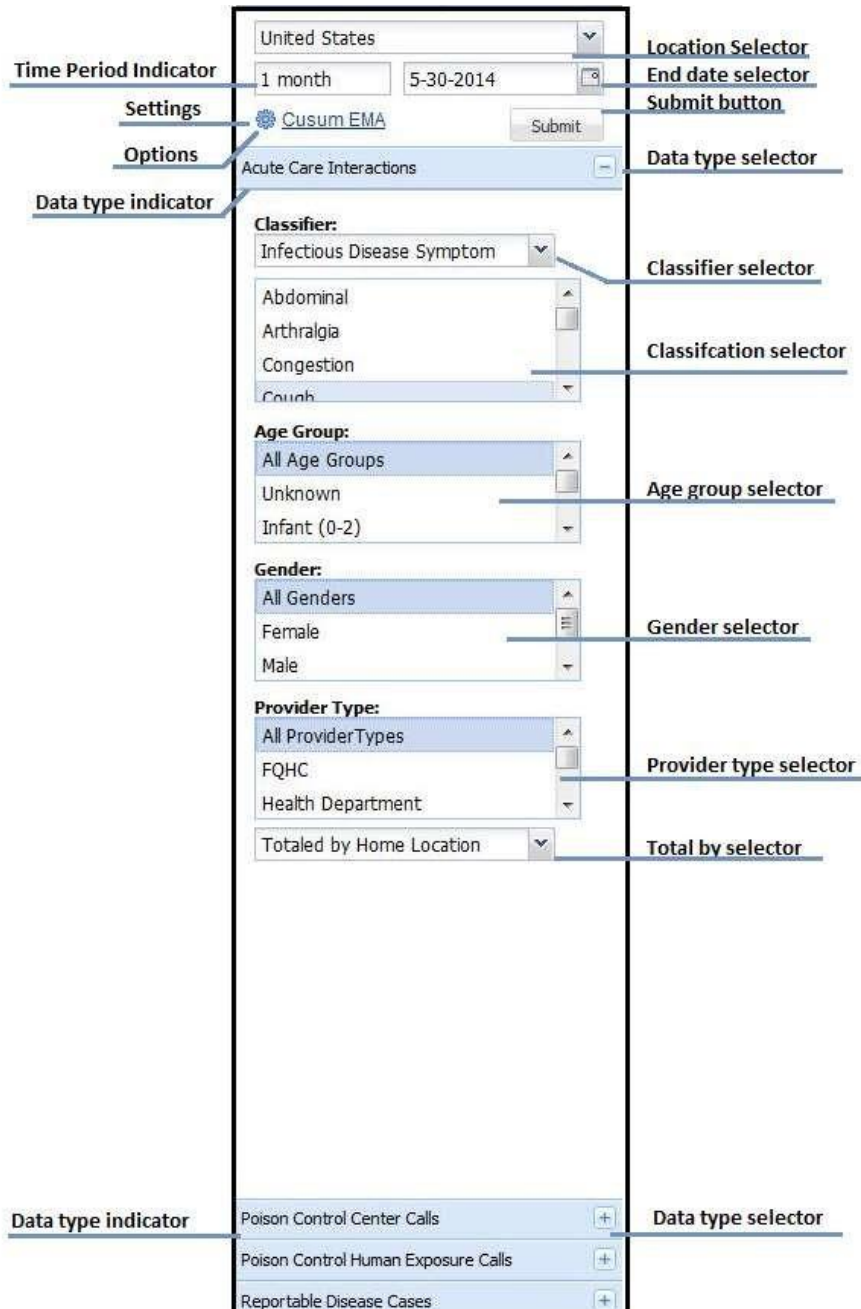 United States
Location Selector
Time Period Indicator
1 month
5-30-2014
End date selector
Settings
Cusum EMA
Submit
Submit button
Options
Acute Care Interactions
Data type selector
Data type indicator
Classifier:
Infectious Disease Symptom
Classifier selector
Abdominal
Arthralgia
Congestion
Classifcation selector
Cough
Age Group:
All Age Groups
Unknown
Age group selector
Infant (0-2)
Gender:
All Genders
Female
Gender selector
Male
Provider Type:
All ProviderTypes
FQHC
Provider type selector
Health Department
Totaled by Home Location
Total by selector
Data type indicator
Poison Control Center Calls
Data type selector
Poison Control Human Exposure Calls
Reportable Disease Cases